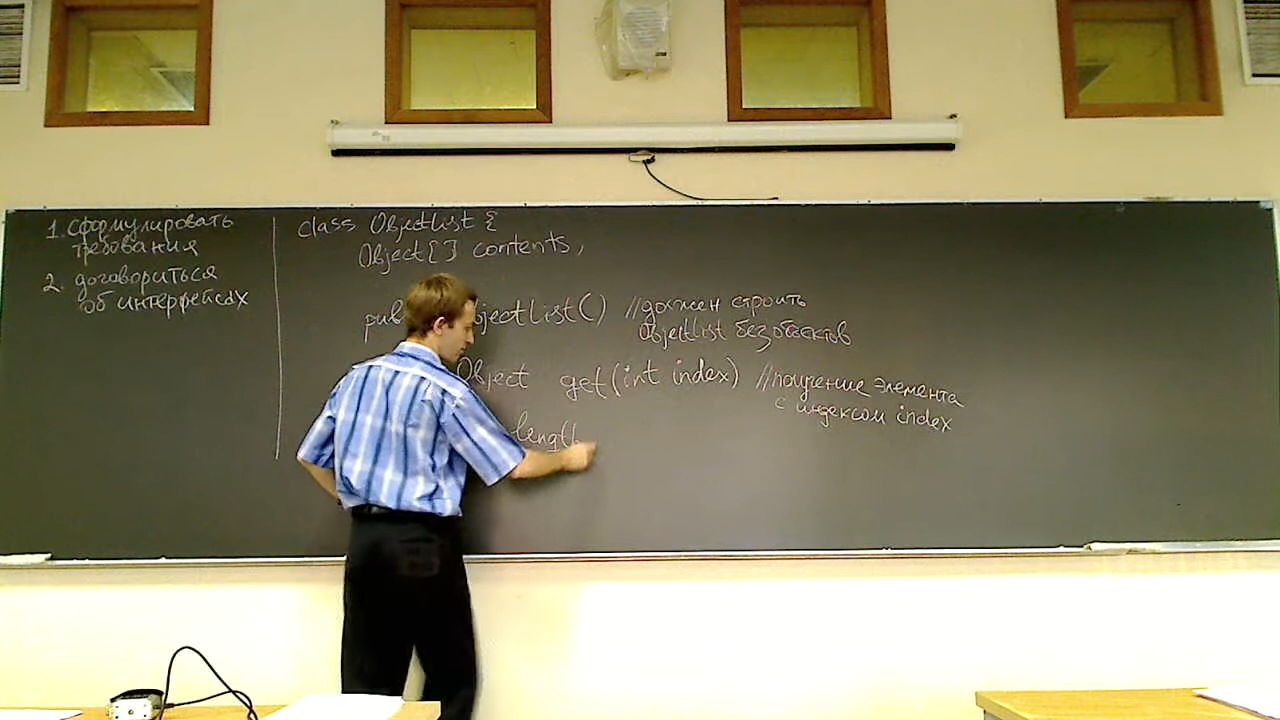 1. Сформулировать
требования
2. договориться
об интерфейсах
class ObjectList {
Object[] contents;
ObjectList() //должен строить
ObjectList без объектов
Object get(int index) //получение элемента
с индексом index
length